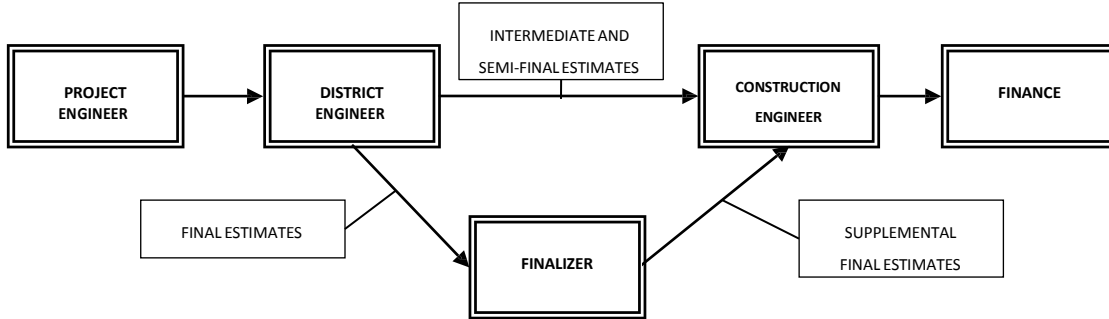 INTERMEDIATE AND
SEMI-FINAL ESTIMATES
PROJECT
ENGINEER
DISTRICT
ENGINEER
CONSTRUCTION
ENGINEER
FINANCE
FINAL ESTIMATES
FINALIZER
SUPPLEMENTAL
FINAL ESTIMATES